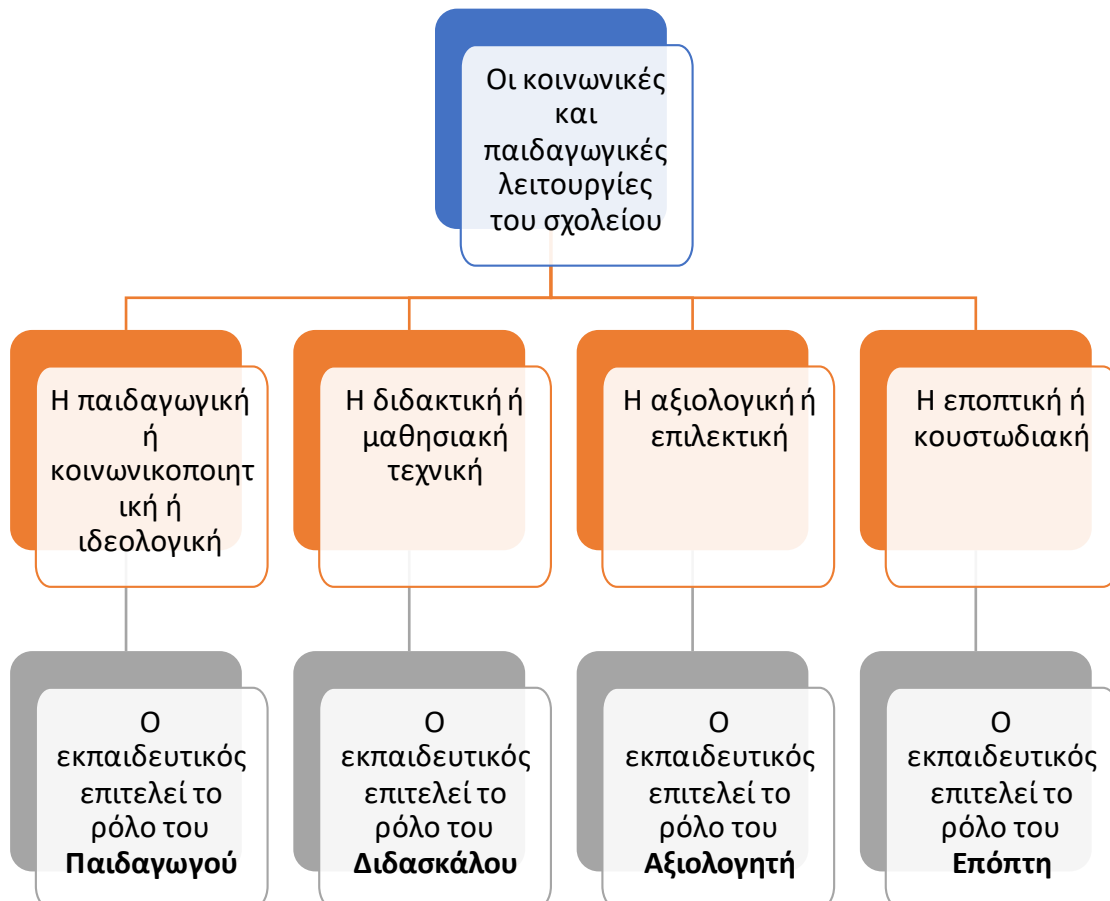 Οι κοινωνικές
και
παιδαγωγικές
λειτουργίες
του σχολείου
Η παιδαγωγική
ή
κοινωνικοποιητ
ική ή
ιδεολογική
Η διδακτική ή
μαθησιακή
τεχνική
Η αξιολογική ή
επιλεκτική
Η εποπτική ή
κουστωδιακή
Ο
εκπαιδευτικός
επιτελεί το
ρόλο του
Παιδαγωγού
Ο
εκπαιδευτικός
επιτελεί το
ρόλο του
Διδασκάλου
Ο
εκπαιδευτικός
επιτελεί το
ρόλο του
Αξιολογητή
Ο
εκπαιδευτικός
επιτελεί το
ρόλο του
Επόπτη